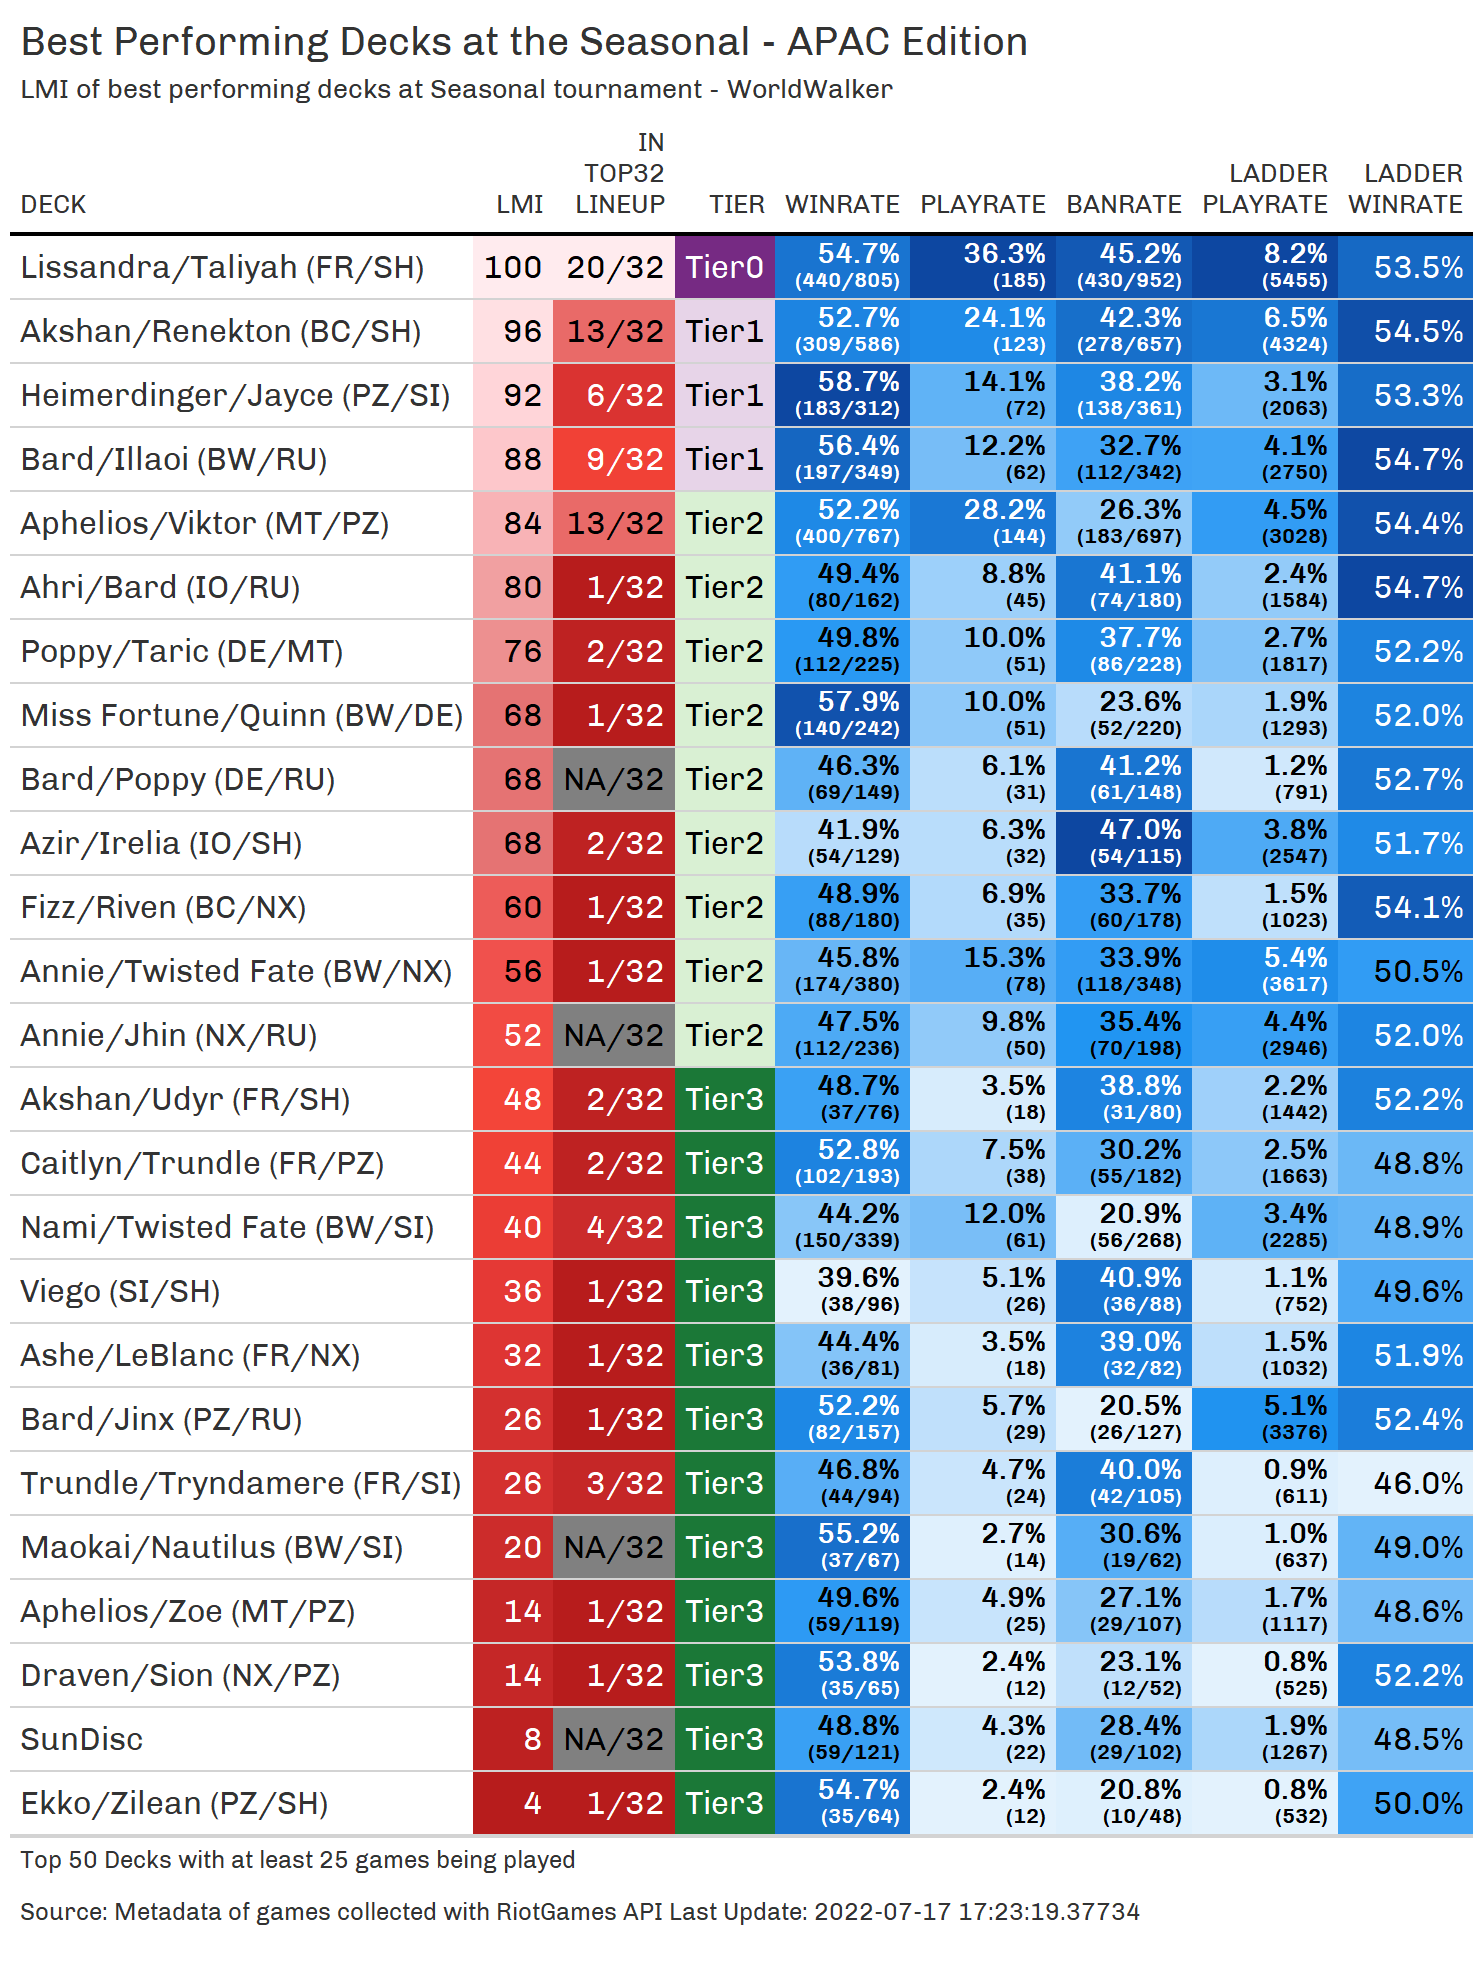 Best Performing Decks at the Seasonal - APAC Edition
LMI of best performing decks at Seasonal tournament - WorldWalker
DECK LMI IN TOP32 LINEUP TIER WINRATE PLAYRATE BANRATE LADDER PLAYRATE LADDER WINRATE
Lissandra/Taliyah (FR/SH) 100 20/32 Tier0 54.7% (440/805) 36.3% (185) 45.2% (430/952) 8.2% (5455) 53.5%
Akshan/Renekton (BC/SH) 96 13/32 Tier1 52.7% (309/586) 24.1% (123) 42.3% (278/657) 6.5% (4324) 54.5%
Heimerdinger/Jayce (PZ/SI) 92 6/32 Tier1 58.7% (183/312) 14.1% (72) 38.2% (138/361) 3.1% (2063) 53.3%
Bard/Illaoi (BW/RU) 88 9/32 Tier1 56.4% (197/349) 12.2% (62) 32.7% (112/342) 4.1% (2750) 54.7%
Aphelios/Viktor (MT/PZ) 84 13/32 Tier2 52.2% (400/767) 28.2% (144) 26.3% (183/697) 4.5% (3028) 54.4%
Ahri/Bard (IO/RU) 80 1/32 Tier2 49.4% (80/162) 8.8% (45) 41.1% (74/180) 2.4% (1584) 54.7%
Poppy/Taric (DE/MT) 76 2/32 Tier2 49.8% (112/225) 10.0% (51) 37.7% (86/228) 2.7% (1817) 52.2%
Miss Fortune/Quinn (BW/DE) 68 1/32 Tier2 57.9% (140/242) 10.0% (51) 23.6% (52/220) 1.9% (1293) 52.0%
Bard/Poppy (DE/RU) 68 NA/32 Tier2 46.3% (69/149) 6.1% (31) 41.2% (61/148) 1.2% (791) 52.7%
Azir/Irelia (IO/SH) 68 2/32 Tier2 41.9% (54/129) 6.3% (32) 47.0% (54/115) 3.8% (2547) 51.7%
Fizz/Riven (BC/NX) 60 1/32 Tier2 48.9% (88/180) 6.9% (35) 33.7% (60/178) 1.5% (1023) 54.1%
Annie/Twisted Fate (BW/NX) 56 1/32 Tier2 45.8% (174/380) 15.3% (78) 33.9% (118/348) 5.4% (3617) 50.5%
Annie/Jhin (NX/RU) 52 NA/32 Tier2 47.5% (112/236) 9.8% (50) 35.4% (70/198) 4.4% (2946) 52.0%
Akshan/Udyr (FR/SH) 48 2/32 Tier3 48.7% (37/76) 3.5% (18) 38.8% (31/80) 2.2% (1442) 52.2%
Caitlyn/Trundle (FR/PZ) 44 2/32 Tier3 52.8% (102/193) 7.5% (38) 30.2% (55/182) 2.5% (1663) 48.8%
Nami/Twisted Fate (BW/SI) 40 4/32 Tier3 44.2% (150/339) 12.0% (61) 20.9% (56/268) 3.4% (2285) 48.9%
Viego (SI/SH) 36 1/32 Tier3 39.6% (38/96) 5.1% (26) 40.9% (36/88) 1.1% (752) 49.6%
Ashe/LeBlanc (FR/NX) 32 1/32 Tier3 44.4% (36/81) 3.5% (18) 39.0% (32/82) 1.5% (1032) 51.9%
Bard/Jinx (PZ/RU) 26 1/32 Tier3 52.2% (82/157) 5.7% (29) 20.5% (26/127) 5.1% (3376) 52.4%
Trundle/Tryndamere (FR/SI) 26 3/32 Tier3 46.8% (44/94) 4.7% (24) 40.0% (42/105) 0.9% (611) 46.0%
Maokai/Nautilus (BW/SI) 20 NA/32 Tier3 55.2% (37/67) 2.7% (14) 30.6% (19/62) 1.0% (637) 49.0%
Aphelios/Zoe (MT/PZ) 14 1/32 Tier3 49.6% (59/119) 4.9% (25) 27.1% (29/107) 1.7% (1117) 48.6%
Draven/Sion (NX/PZ) 14 1/32 Tier3 53.8% (35/65) 2.4% (12) 23.1% (12/52) 0.8% (525) 52.2%
SunDisc 8 NA/32 Tier3 48.8% (59/121) 4.3% (22) 28.4% (29/102) 1.9% (1267) 48.5%
Ekko/Zilean (PZ/SH) 4 1/32 Tier3 54.7% (35/64) 2.4% (12) 20.8% (10/48) 0.8% (532) 50.0%
Top 50 Decks with at least 25 games being played
Source: Metadata of games collected with RiotGames API Last Update: 2022-07-17 17:23:19.37734